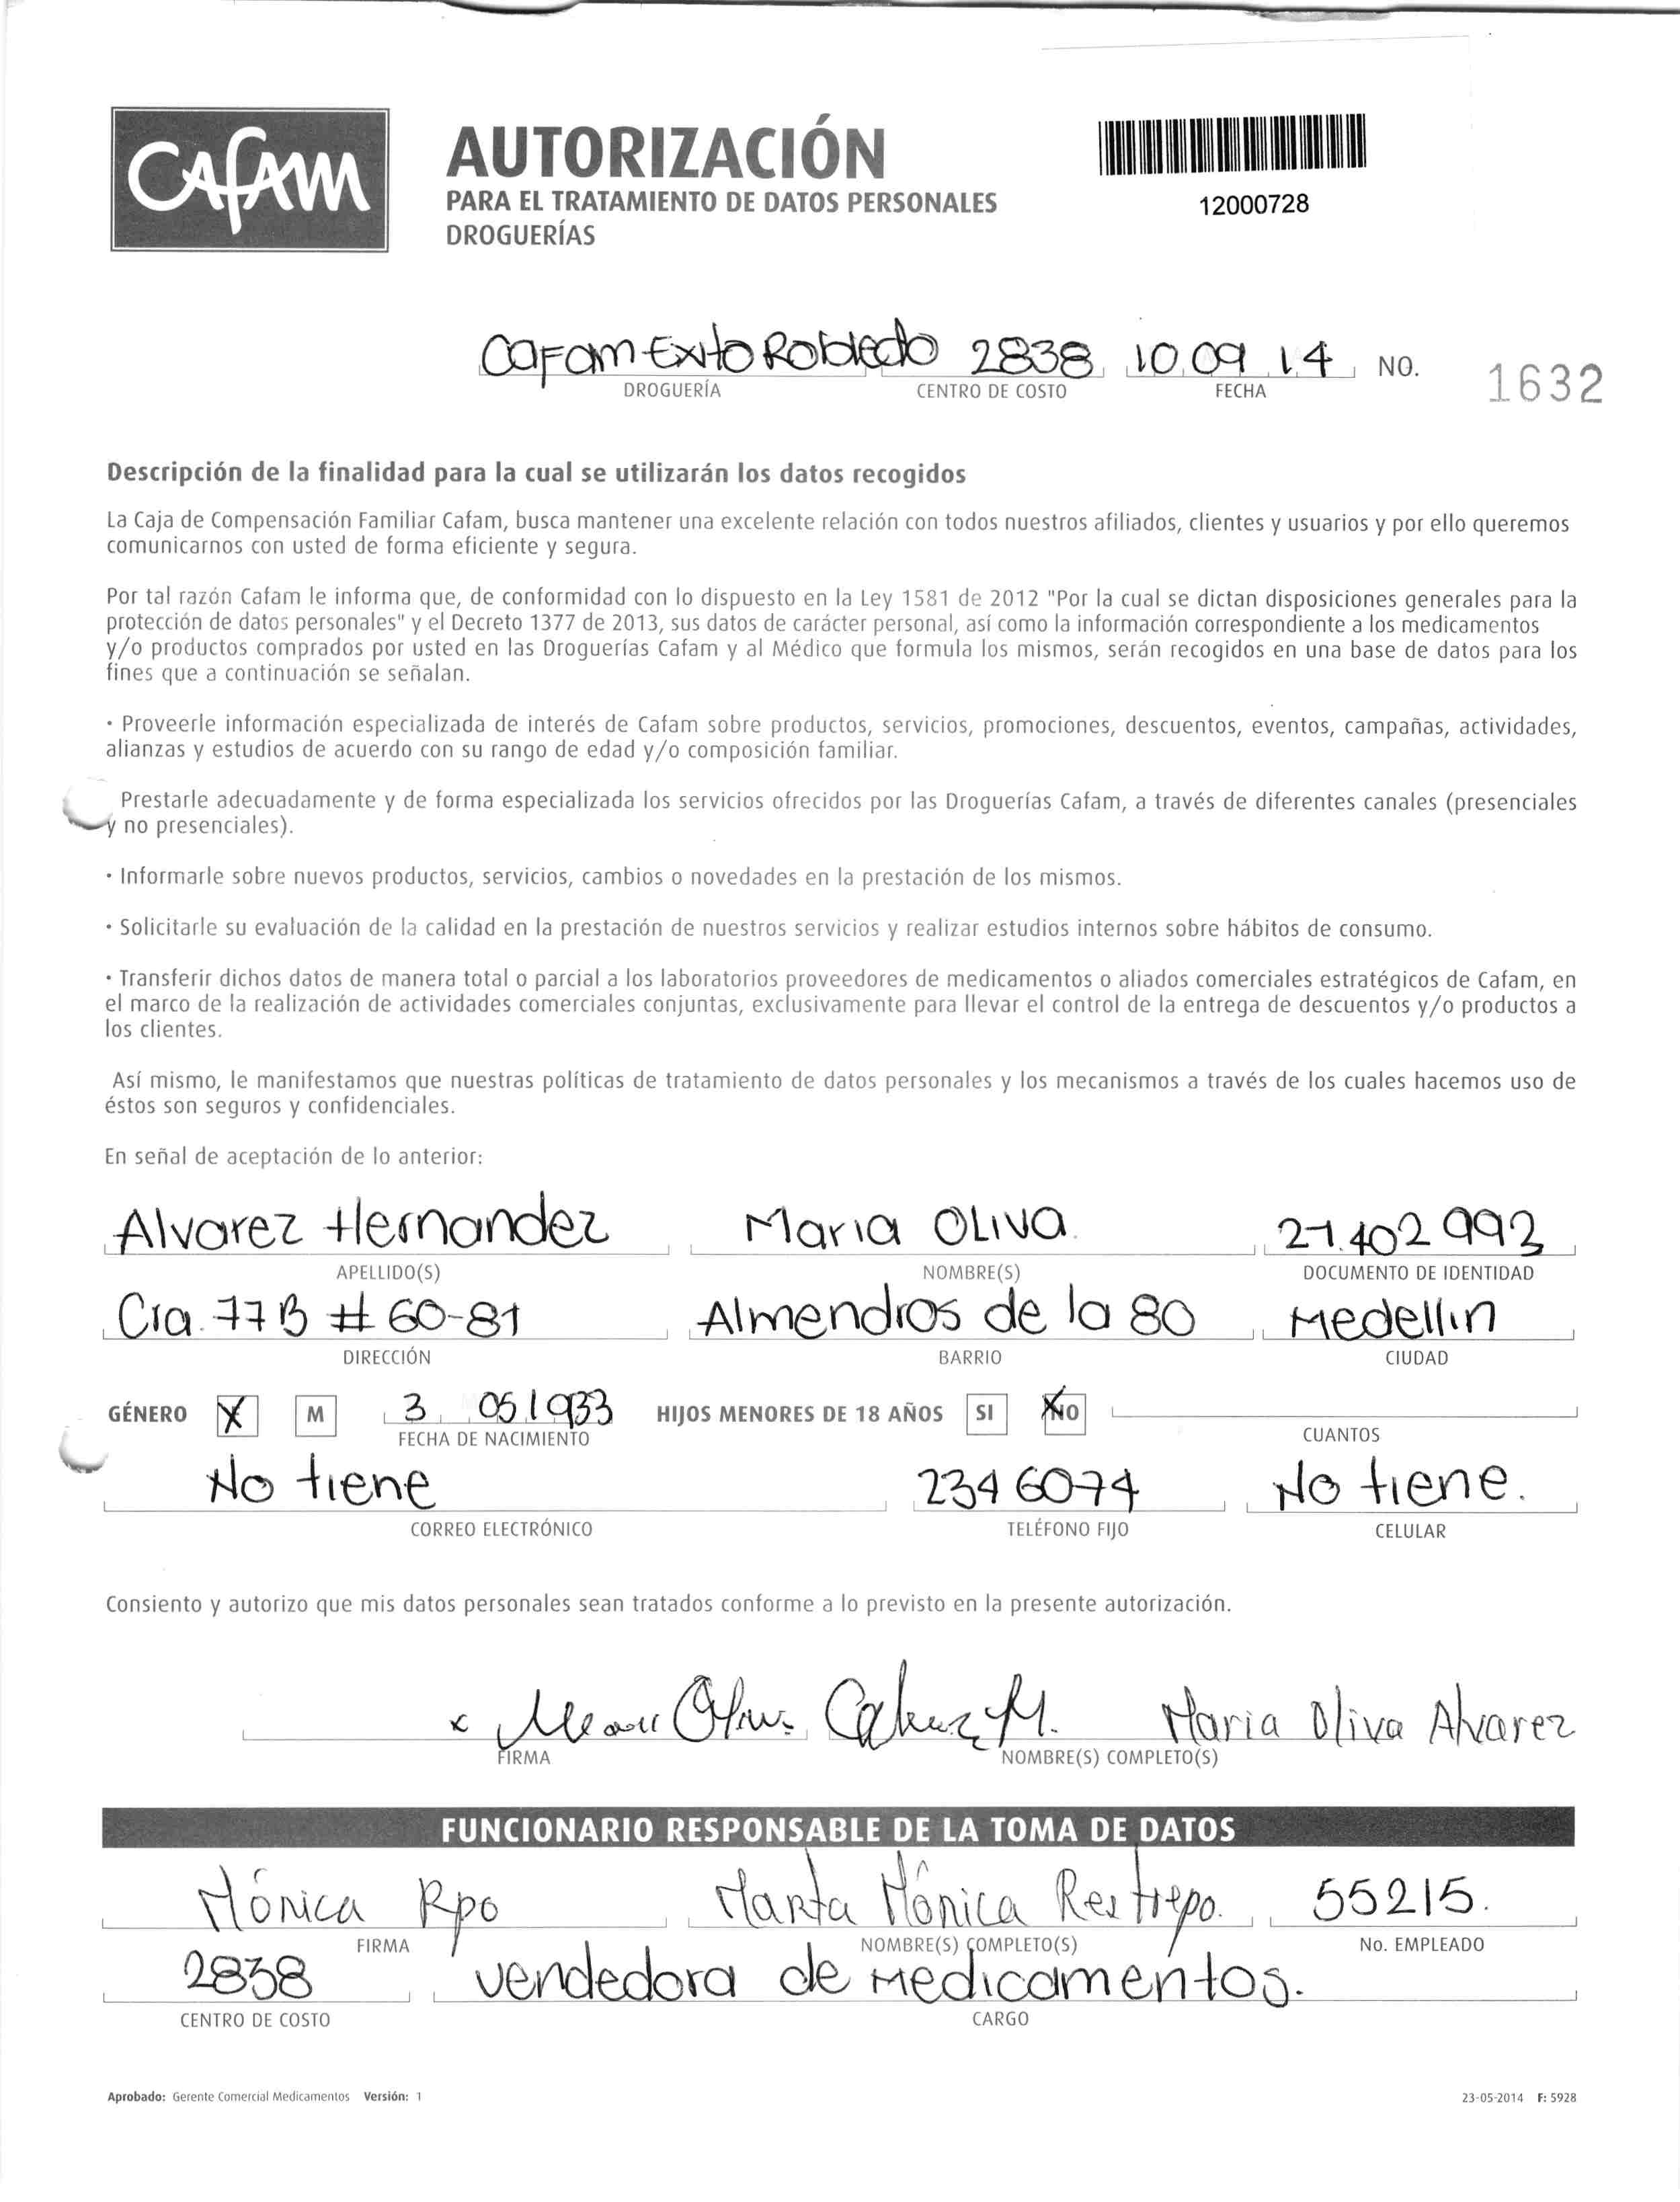 CAFAM
AUTORIZACIÓN
PARA EL TRATAMIENTO DE DATOS PERSONALES
DROGUERÍAS
12000728
Cafam Exito Robledo 2838 10 09 14 NO. 1632
DROGUERÍA CENTRO DE COSTO FECHA
Descripción de la finalidad para la cual se utilizarán los datos recogidos
La Caja de Compensación Familiar Cafam, busca mantener una excelente relación con todos nuestros afiliados, clientes y usuarios y por ello queremos
comunicarnos con usted de forma eficiente y segura.
Por tal razón Cafam le informa que, de conformidad con lo dispuesto en la Ley 1581 de 2012 "Por la cual se dictan disposiciones generales para la
protección de datos personales" y el Decreto 1377 de 2013, sus datos de carácter personal, así como la información correspondiente a los medicamentos
y/o productos comprados por usted en las Droguerías Cafam y al Médico que formula los mismos, serán recogidos en una base de datos para los
fines que a continuación se señalan.
· Proveerle información especializada de interés de Cafam sobre productos, servicios, promociones, descuentos, eventos, campañas, actividades,
alianzas y estudios de acuerdo con su rango de edad y/o composición familiar.
Prestarle adecuadamente y de forma especializada los servicios ofrecidos por las Droguerías Cafam, a través de diferentes canales (presenciales
y no presenciales).
· Informarle sobre nuevos productos, servicios, cambios o novedades en la prestación de los mismos.
· Solicitarle su evaluación de la calidad en la prestación de nuestros servicios y realizar estudios internos sobre hábitos de consumo.
· Transferir dichos datos de manera total o parcial a los laboratorios proveedores de medicamentos o aliados comerciales estratégicos de Cafam, en
el marco de la realización de actividades comerciales conjuntas, exclusivamente para llevar el control de la entrega de descuentos y/o productos a
los clientes.
Así mismo, le manifestamos que nuestras políticas de tratamiento de datos personales y los mecanismos a través de los cuales hacemos uso de
éstos son seguros y confidenciales.
En señal de aceptación de lo anterior:
Alvarez Hernandez Maria Oliva 27.402 992
APELLIDO(S) NOMBRE(S) DOCUMENTO DE IDENTIDAD
Cra. 77B # 60-81 Almendros de la 80 Medellin
DIRECCIÓN BARRIO CIUDAD
GÉNERO X M 3 05 1933 HIJOS MENORES DE 18 AÑOS SI NO
FECHA DE NACIMIENTO CUANTOS
No tiene 234 6074 No tiene.
CORREO ELECTRÓNICO TELÉFONO FIJO CELULAR
Consiento y autorizo que mis datos personales sean tratados conforme a lo previsto en la presente autorización.
x Maria Oliva Alvarez
FIRMA NOMBRE(S) COMPLETO(S)
FUNCIONARIO RESPONSABLE DE LA TOMA DE DATOS
Mónica Rpo Marta Mónica Restrepo. 55215.
FIRMA NOMBRE(S) COMPLETO(S) No. EMPLEADO
2838 vendedora de Medicamentos.
CENTRO DE COSTO CARGO
Aprobado: Gerente Comercial Medicamentos Versión: 1 23-05-2014 F: 5928